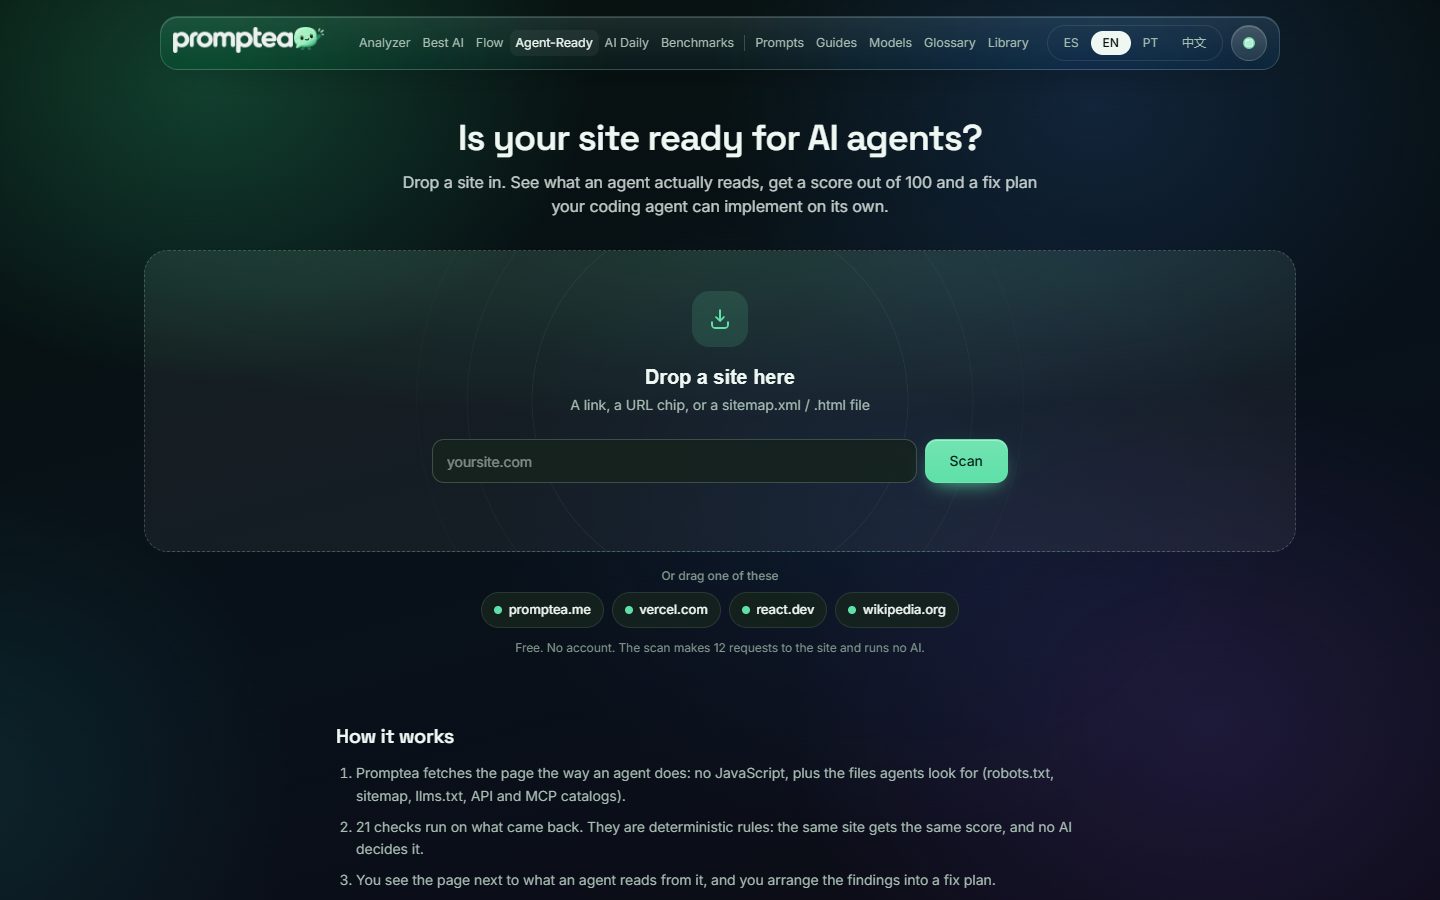 promptea
Analyzer Best AI Flow Agent-Ready AI Daily Benchmarks Prompts Guides Models Glossary Library ES EN PT 中文
Is your site ready for AI agents?
Drop a site in. See what an agent actually reads, get a score out of 100 and a fix plan
your coding agent can implement on its own.
Drop a site here
A link, a URL chip, or a sitemap.xml / .html file
yoursite.com Scan
Or drag one of these
promptea.me vercel.com react.dev wikipedia.org
Free. No account. The scan makes 12 requests to the site and runs no AI.
How it works
1. Promptea fetches the page the way an agent does: no JavaScript, plus the files agents look for (robots.txt,
sitemap, llms.txt, API and MCP catalogs).
2. 21 checks run on what came back. They are deterministic rules: the same site gets the same score, and no AI
decides it.
3. You see the page next to what an agent reads from it, and you arrange the findings into a fix plan.